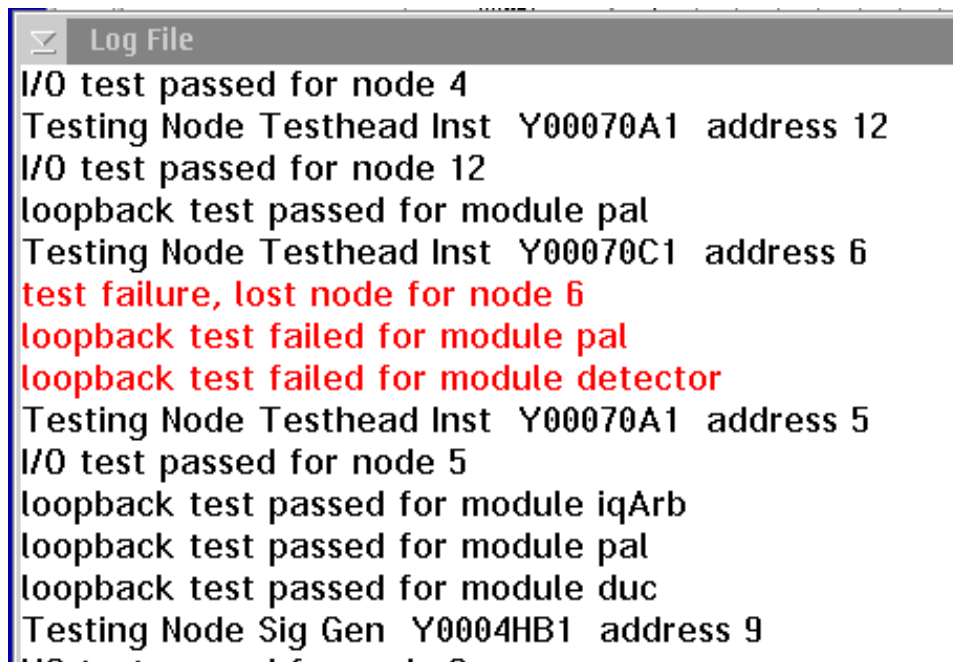 Log File
I/O test passed for node 4
Testing Node Testhead Inst Y00070A1 address 12
I/O test passed for node 12
loopback test passed for module pal
Testing Node Testhead Inst Y00070C1 address 6
test failure, lost node for node 6
loopback test failed for module pal
loopback test failed for module detector
Testing Node Testhead Inst Y00070A1 address 5
I/O test passed for node 5
loopback test passed for module iqArb
loopback test passed for module pal
loopback test passed for module duc
Testing Node Sig Gen Y0004HB1 address 9